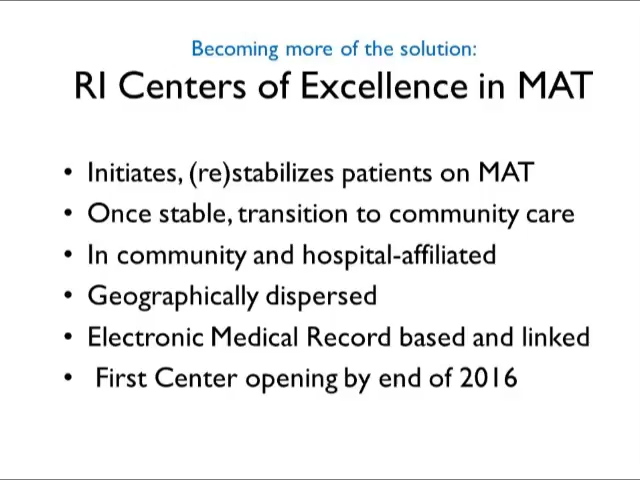 Becoming more of the solution:
RI Centers of Excellence in MAT
• Initiates, (re)stabilizes patients on MAT
• Once stable, transition to community care
• In community and hospital-affiliated
• Geographically dispersed
• Electronic Medical Record based and linked
• First Center opening by end of 2016